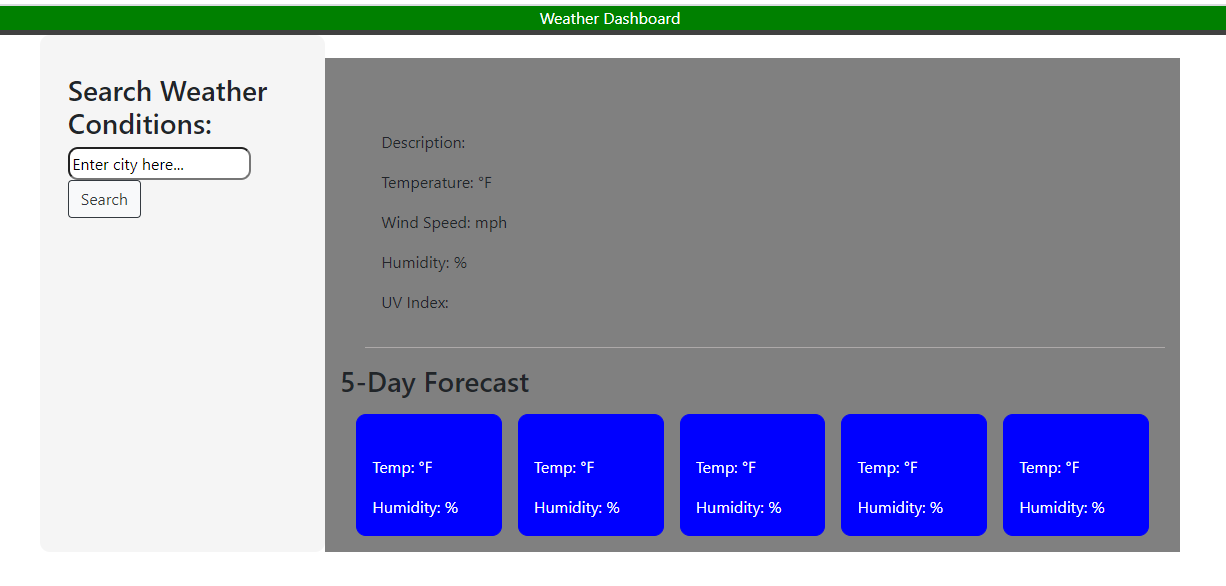 Weather Dashboard
Search Weather
Conditions:
Enter city here...
Search
Description:
Temperature: °F
Wind Speed: mph
Humidity: %
UV Index:
5-Day Forecast
Temp: °F
Humidity: %
Temp: °F
Humidity: %
Temp: °F
Humidity: %
Temp: °F
Humidity: %
Temp: °F
Humidity: %